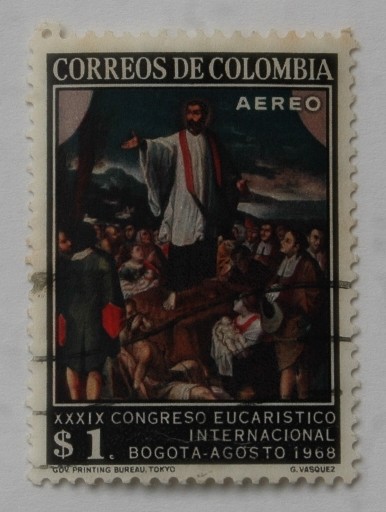 CORREOS DE COLOMBIA
AEREO
XXXIX CONGRESO EUCARISTICO
INTERNACIONAL
$ 1. BOGOTA-AGOSTO 1968
GOV. PRINTING BUREAU, TOKYO G. VASQUEZ